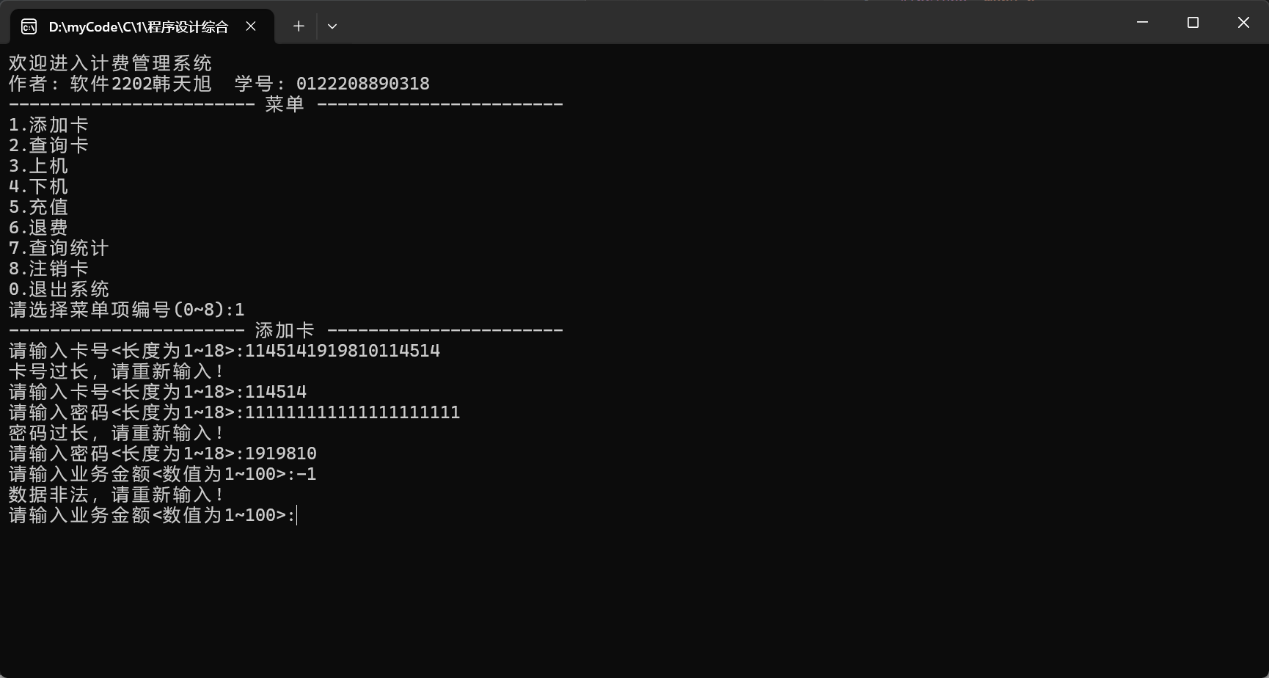 D:\myCode\C\1\程序设计综合
欢迎进入计费管理系统
作者: 软件2202韩天旭  学号: 0122208890318
------------------------ 菜单 ------------------------
1.添加卡
2.查询卡
3.上机
4.下机
5.充值
6.退费
7.查询统计
8.注销卡
0.退出系统
请选择菜单项编号(0~8):1
----------------------- 添加卡 -----------------------
请输入卡号<长度为1~18>:1145141919810114514
卡号过长，请重新输入!
请输入卡号<长度为1~18>:114514
请输入密码<长度为1~18>:111111111111111111111
密码过长，请重新输入!
请输入密码<长度为1~18>:1919810
请输入业务金额<数值为1~100>:-1
数据非法，请重新输入!
请输入业务金额<数值为1~100>: